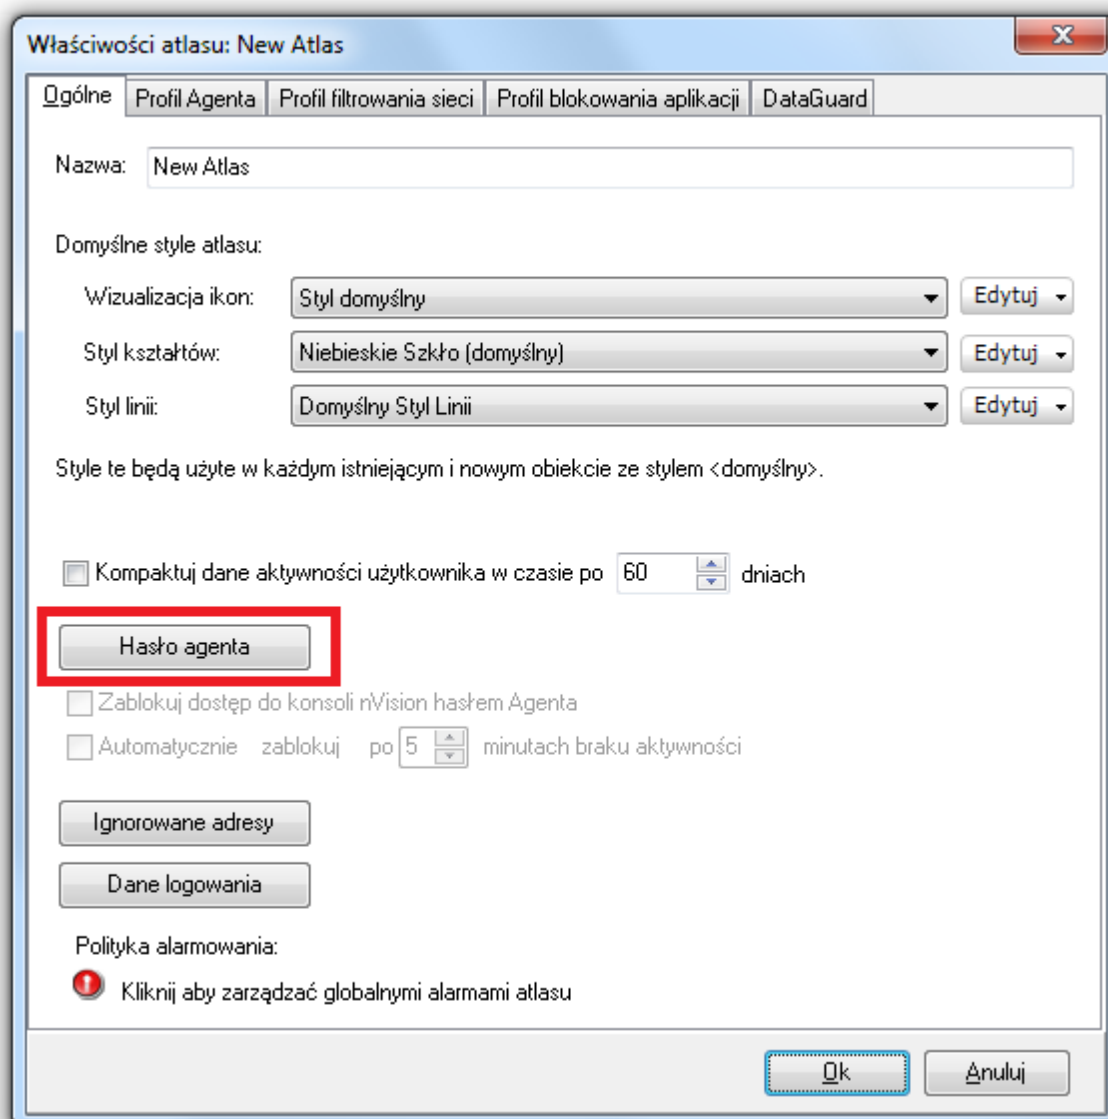 Właściwości atlasu: New Atlas
Ogólne Profil Agenta Profil filtrowania sieci Profil blokowania aplikacji DataGuard
Nazwa: New Atlas
Domyślne style atlasu:
Wizualizacja ikon: Styl domyślny Edytuj
Styl kształtów: Niebieskie Szkło (domyślny) Edytuj
Styl linii: Domyślny Styl Linii Edytuj
Style te będą użyte w każdym istniejącym i nowym obiekcie ze stylem <domyślny>.
Kompaktuj dane aktywności użytkownika w czasie po 60 dniach
Hasło agenta
Zablokuj dostęp do konsoli nVision hasłem Agenta
Automatycznie zablokuj po 5 minutach braku aktywności
Ignorowane adresy
Dane logowania
Polityka alarmowania:
Kliknij aby zarządzać globalnymi alarmami atlasu
Ok Anuluj